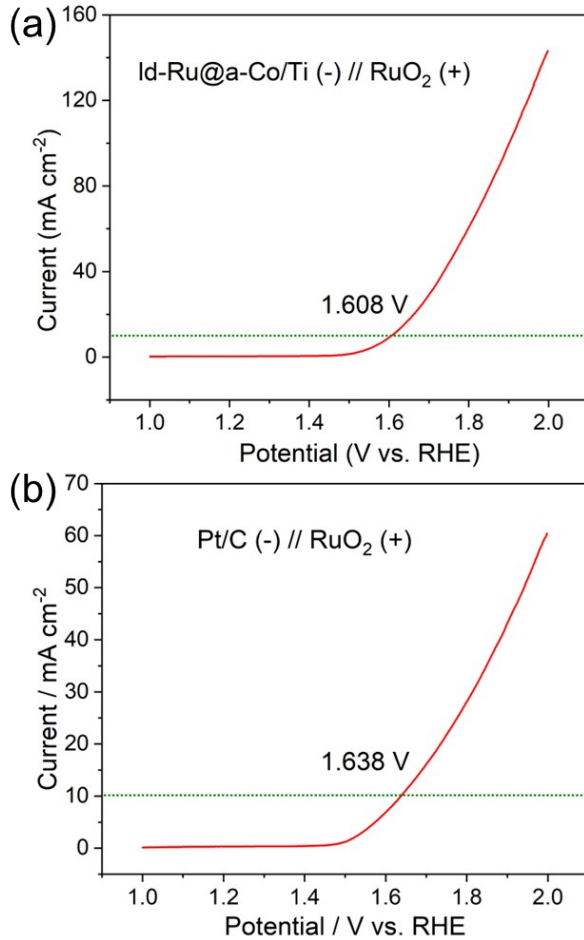 (a)
160
120
80
40
0
Current (mA cm-2)
ld-Ru@a-Co/Ti (-) // RuO2 (+)
1.608 V
1.0 1.2 1.4 1.6 1.8 2.0
Potential (V vs. RHE)
(b)
70
60
50
40
30
20
10
0
Current / mA cm-2
Pt/C (-) // RuO2 (+)
1.638 V
1.0 1.2 1.4 1.6 1.8 2.0
Potential / V vs. RHE